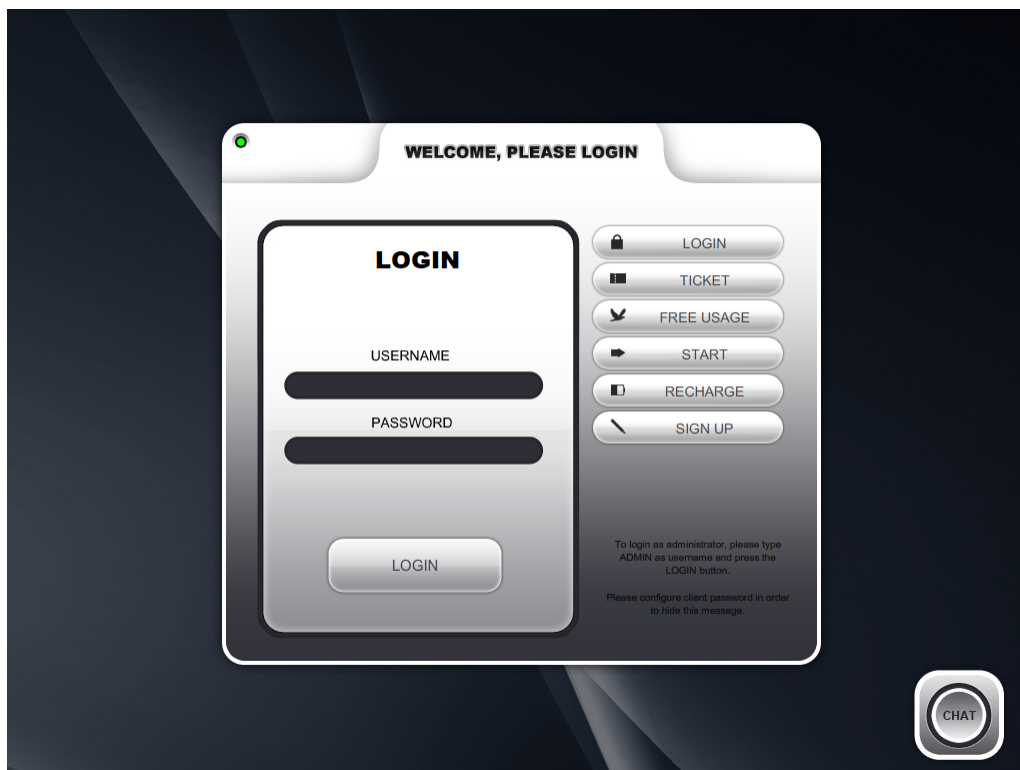 WELCOME, PLEASE LOGIN
LOGIN
USERNAME
PASSWORD
LOGIN
LOGIN
TICKET
FREE USAGE
START
RECHARGE
SIGN UP
To login as administrator, please type
ADMIN as username and press the
LOGIN button.
Please configure client password in order
to hide this message.
CHAT